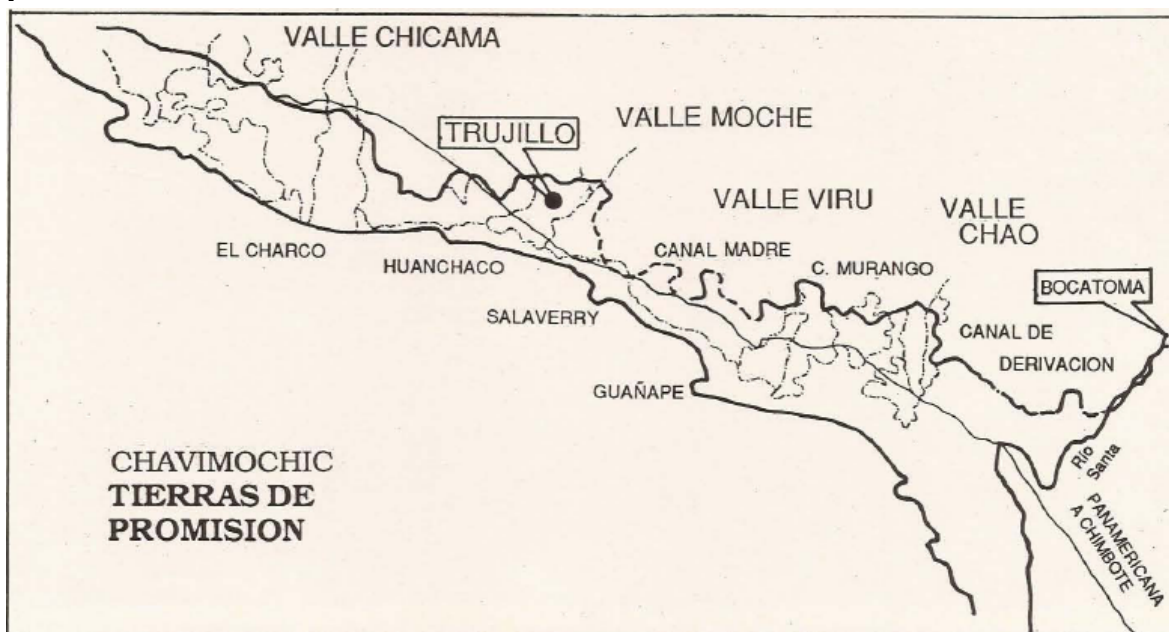 VALLE CHICAMA
TRUJILLO
VALLE MOCHE
VALLE VIRU
VALLE
CHAO
EL CHARCO
HUANCHACO
CANAL MADRE
C. MURANGO
BOCATOMA
SALAVERRY
CANAL DE
DERIVACION
GUAÑAPE
Rio
Santa
PANAMERICANA
A CHIMBOTE
CHAVIMOCHIC
TIERRAS DE
PROMISION